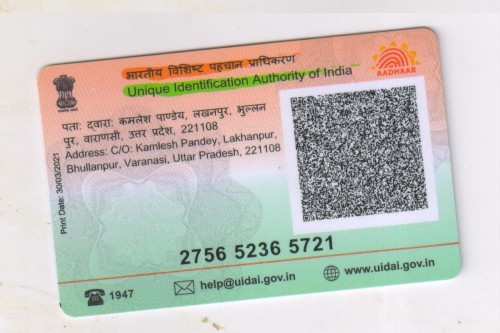 भारतीय विशिष्ट पहचान प्राधिकरण
Unique Identification Authority of India
AADHAAR
पता: द्वारा: कमलेश पाण्डेय, लखनपुर, भुल्लन
पुर, वाराणसी, उत्तर प्रदेश, 221108
Address: C/O: Kamlesh Pandey, Lakhanpur,
Bhullanpur, Varanasi, Uttar Pradesh, 221108
Print Date: 30/03/2021
2756 5236 5721
1947
help@uidai.gov.in
www.uidai.gov.in